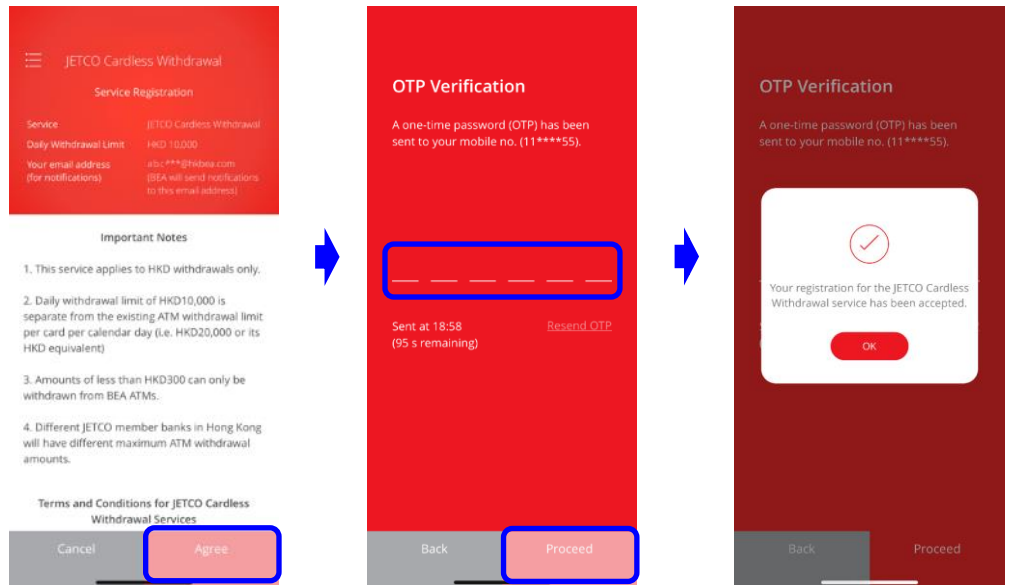 JETCO Cardless Withdrawal
Service Registration
Service JETCO Cardless Withdrawal
Daily Withdrawal Limit HKD 10,000
Your email address abc***@hkbea.com
(for notifications) (BEA will send notifications
to this email address)
Important Notes
1. This service applies to HKD withdrawals only.
2. Daily withdrawal limit of HKD10,000 is
separate from the existing ATM withdrawal limit
per card per calendar day (i.e. HKD20,000 or its
HKD equivalent)
3. Amounts of less than HKD300 can only be
withdrawn from BEA ATMs.
4. Different JETCO member banks in Hong Kong
will have different maximum ATM withdrawal
amounts.
Terms and Conditions for JETCO Cardless
Withdrawal Services
Cancel Agree
OTP Verification
A one-time password (OTP) has been
sent to your mobile no. (11****55).
Sent at 18:58 Resend OTP
(95 s remaining)
Back Proceed
OTP Verification
A one-time password (OTP) has been
sent to your mobile no. (11****55).
Your registration for the JETCO Cardless
Withdrawal service has been accepted.
OK
Back Proceed